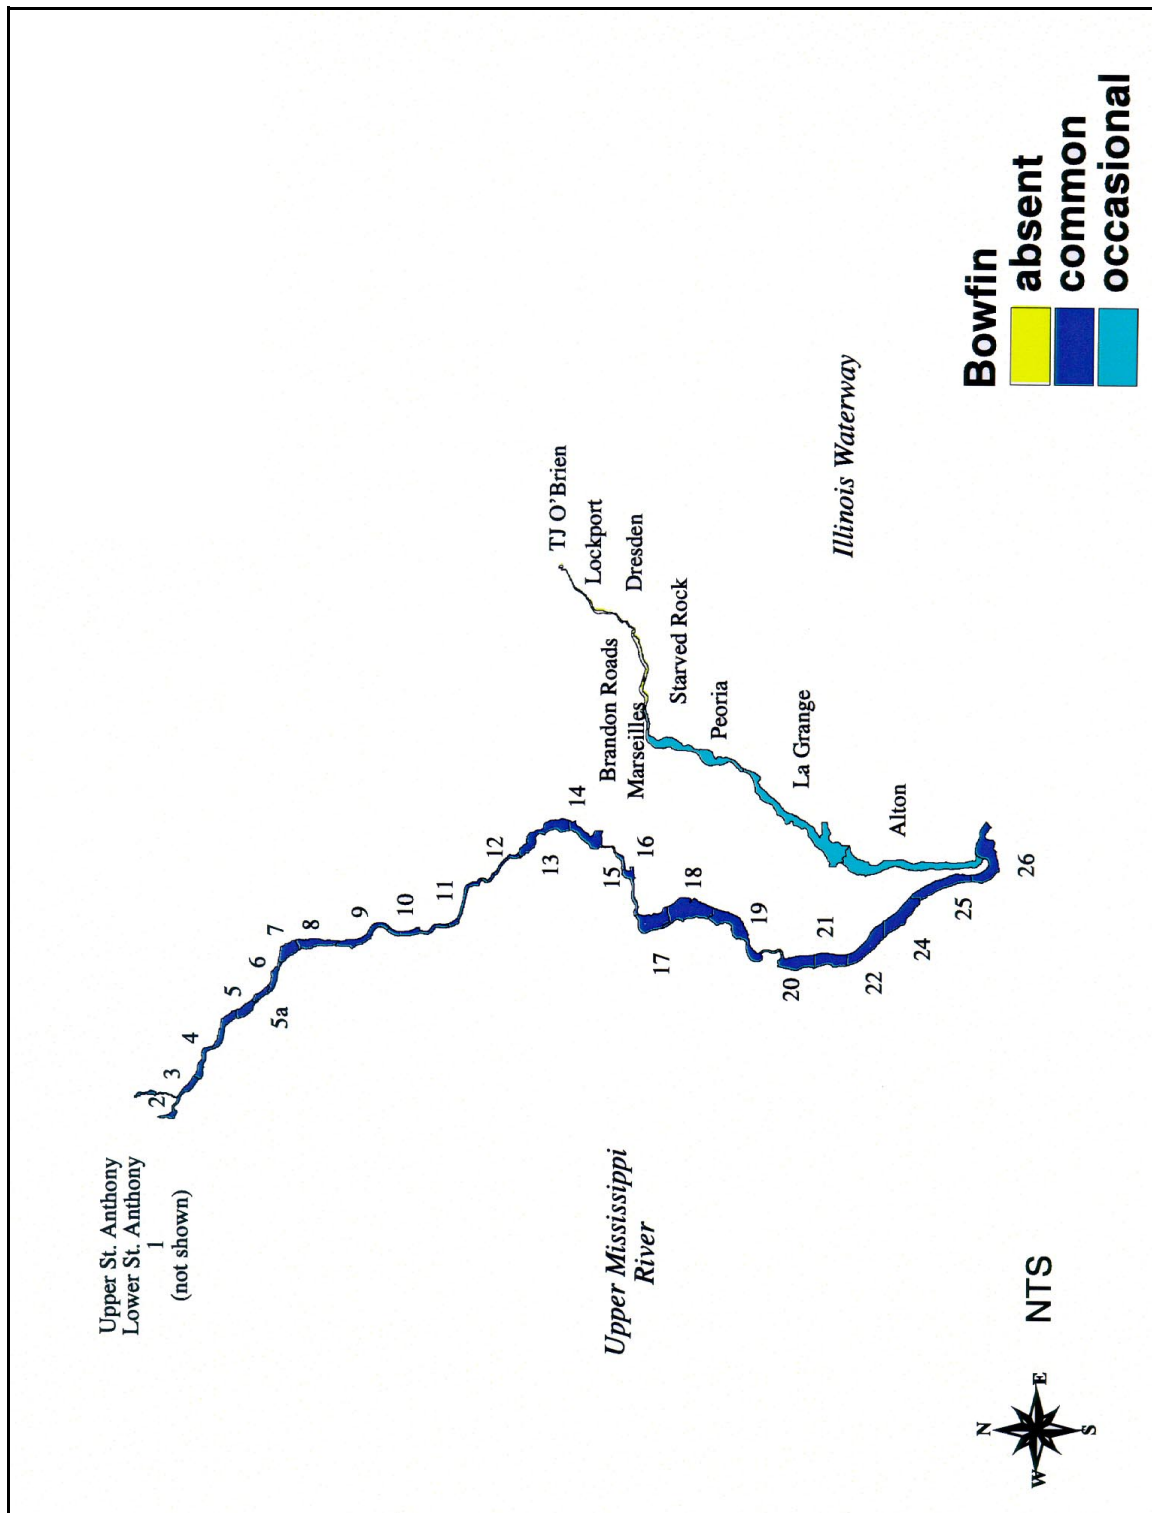 Upper St. Anthony
Lower St. Anthony
1
(not shown)
2
3
4
5
5a
6
7
8
9
10
11
12
13
14
15
16
17
18
19
20
21
22
24
25
26
TJ O'Brien
Lockport
Dresden
Brandon Roads
Marseilles
Starved Rock
Peoria
La Grange
Alton
Upper Mississippi
River
Illinois Waterway
Bowfin
absent
common
occasional
N
W
E
S
NTS